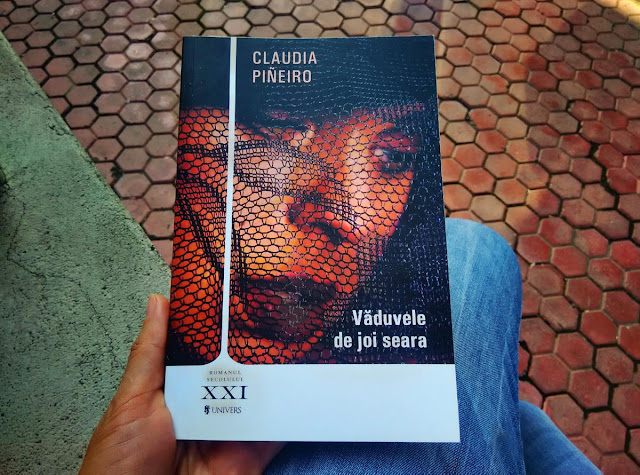 CLAUDIA
PIÑEIRO
Văduvele
de joi seara
ROMANUL
SECOLULUI
XXI
UNIVERS